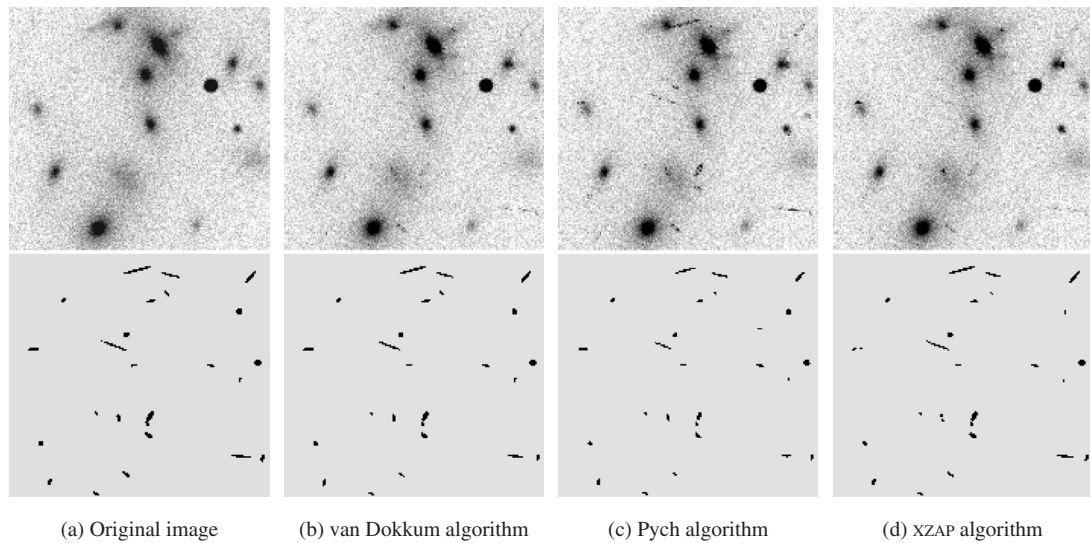 (a) Original image
(b) van Dokkum algorithm
(c) Pych algorithm
(d) XZAP algorithm